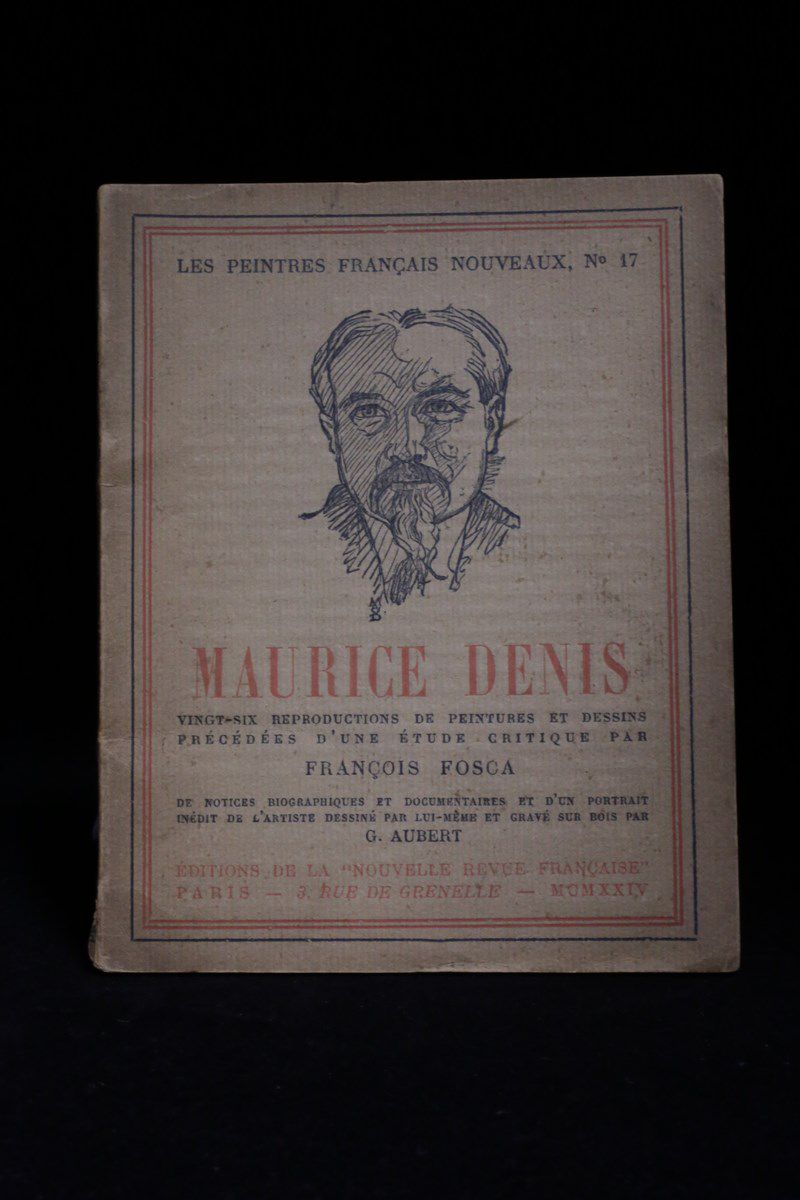 LES PEINTRES FRANÇAIS NOUVEAUX, Nº 17
MAURICE DENIS
VINGT-SIX REPRODUCTIONS DE PEINTURES ET DESSINS
PRÉCÉDÉES D'UNE ÉTUDE CRITIQUE PAR
FRANÇOIS FOSCA
DE NOTICES BIOGRAPHIQUES ET DOCUMENTAIRES ET D'UN PORTRAIT
INÉDIT DE L'ARTISTE DESSINÉ PAR LUI-MÊME ET GRAVÉ SUR BOIS PAR
G. AUBERT
ÉDITIONS DE LA "NOUVELLE REVUE FRANÇAISE"
PARIS — 3, RUE DE GRENELLE — MCMXXIV